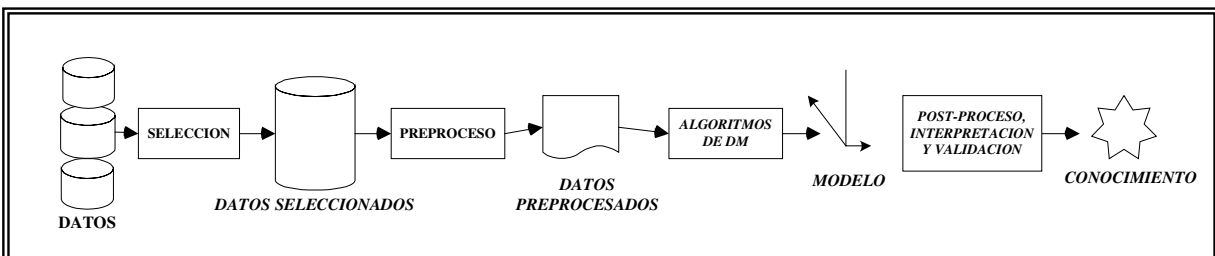 DATOS
SELECCION
DATOS SELECCIONADOS
PREPROCESO
DATOS
PREPROCESADOS
ALGORITMOS
DE DM
MODELO
POST-PROCESO,
INTERPRETACION
Y VALIDACION
CONOCIMIENTO